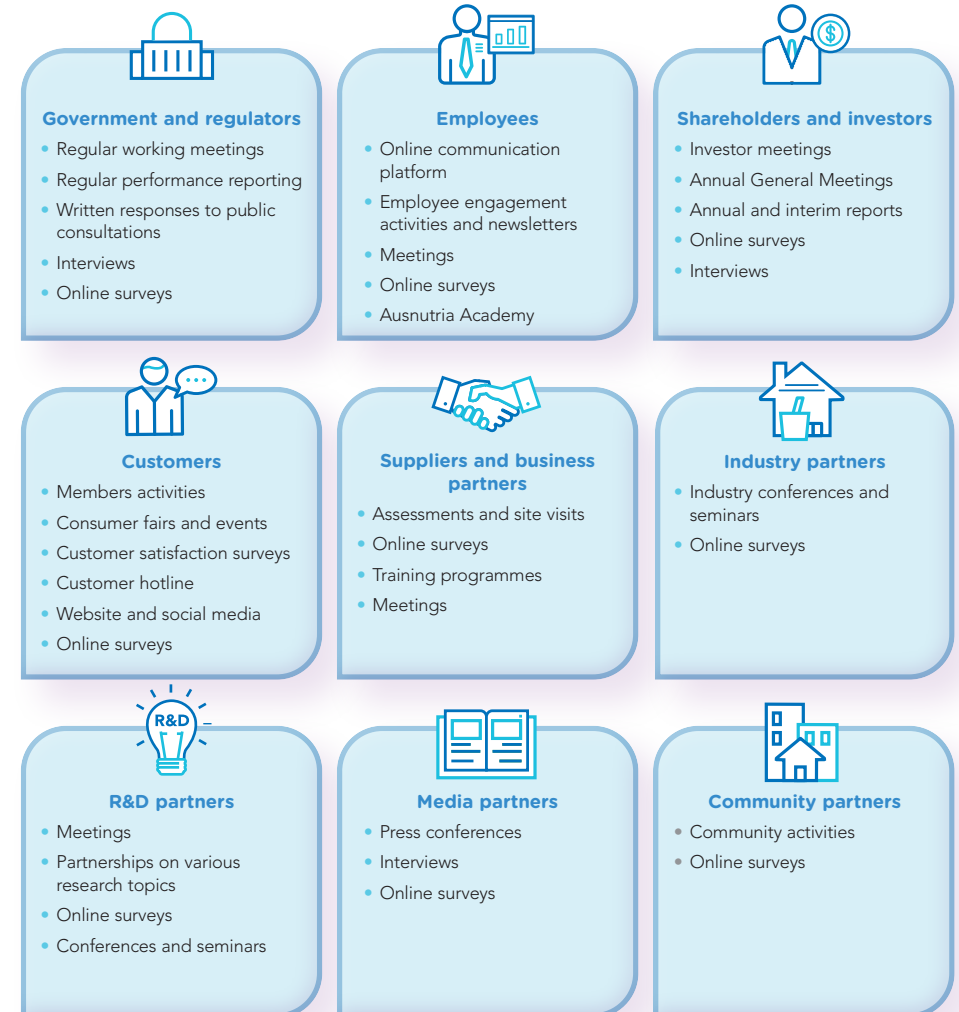 Government and regulators
• Regular working meetings
• Regular performance reporting
• Written responses to public
consultations
• Interviews
• Online surveys
Employees
• Online communication
platform
• Employee engagement
activities and newsletters
• Meetings
• Online surveys
• Ausnutria Academy
$
Shareholders and investors
• Investor meetings
• Annual General Meetings
• Annual and interim reports
• Online surveys
• Interviews
Customers
• Members activities
• Consumer fairs and events
• Customer satisfaction surveys
• Customer hotline
• Website and social media
• Online surveys
Suppliers and business
partners
• Assessments and site visits
• Online surveys
• Training programmes
• Meetings
Industry partners
• Industry conferences and
seminars
• Online surveys
R&D
R&D partners
• Meetings
• Partnerships on various
research topics
• Online surveys
• Conferences and seminars
Media partners
• Press conferences
• Interviews
• Online surveys
Community partners
• Community activities
• Online surveys